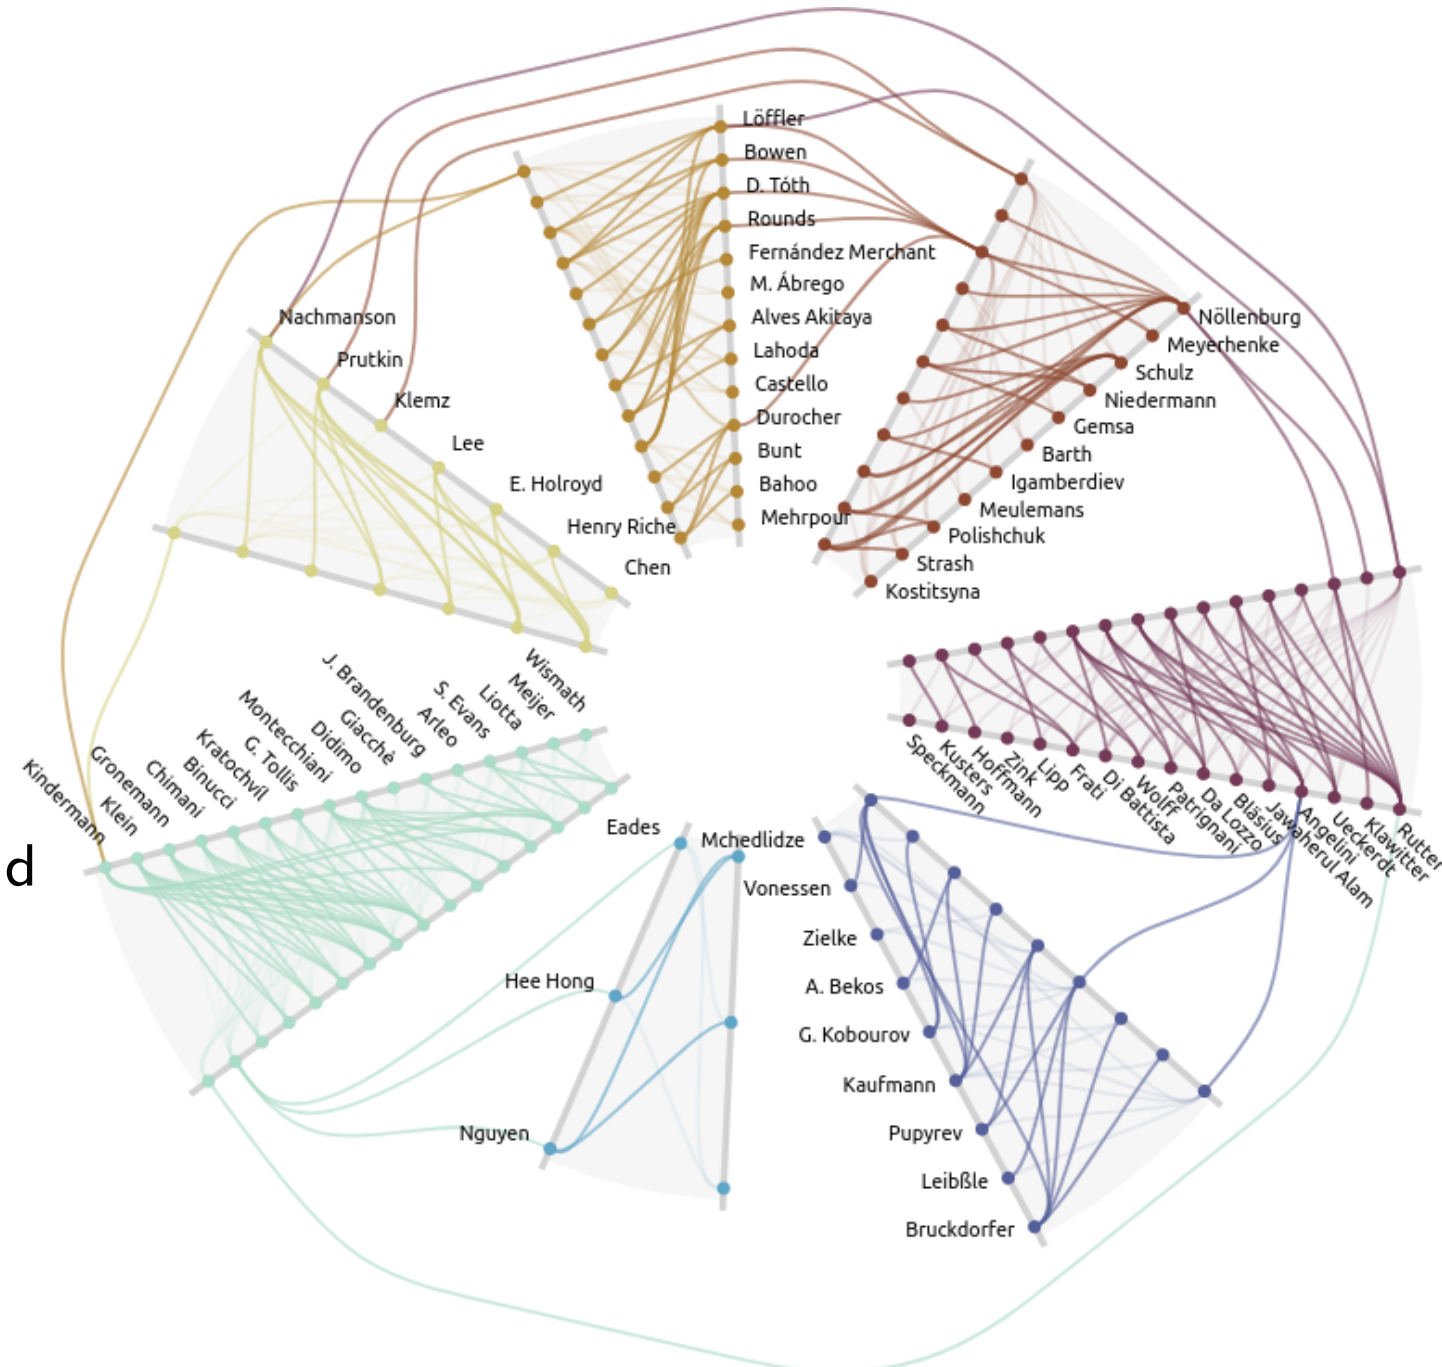 Löffler
Bowen
D. Tóth
Rounds
Fernández Merchant
M. Ábrego
Alves Akitaya
Lahoda
Castello
Durocher
Bunt
Bahoo
Mehrpour
Nöllenburg
Meyerhenke
Schulz
Niedermann
Gemsa
Barth
Igamberdiev
Meulemans
Polishchuk
Strash
Kostitsyna
Nachmanson
Prutkin
Klemz
Lee
E. Holroyd
Henry Riche
Chen
Kindermann
Klein
Gronemann
Chimani
Binucci
Kratochvil
G. Tollis
Montecchiani
Didimo
Giacchè
J. Brandenburg
Arleo
S. Evans
Liotta
Meijer
Wismath
Speckmann
Kusters
Hoffmann
Zink
Lipp
Frati
Di Battista
Wolff
Patrignani
Da Lozzo
Bläsius
Jawaherul Alam
Angelini
Ueckerdt
Klawitter
Rutter
d
Eades
Hee Hong
Nguyen
Mchedlidze
Vonessen
Zielke
A. Bekos
G. Kobourov
Kaufmann
Pupyrev
Leibßle
Bruckdorfer